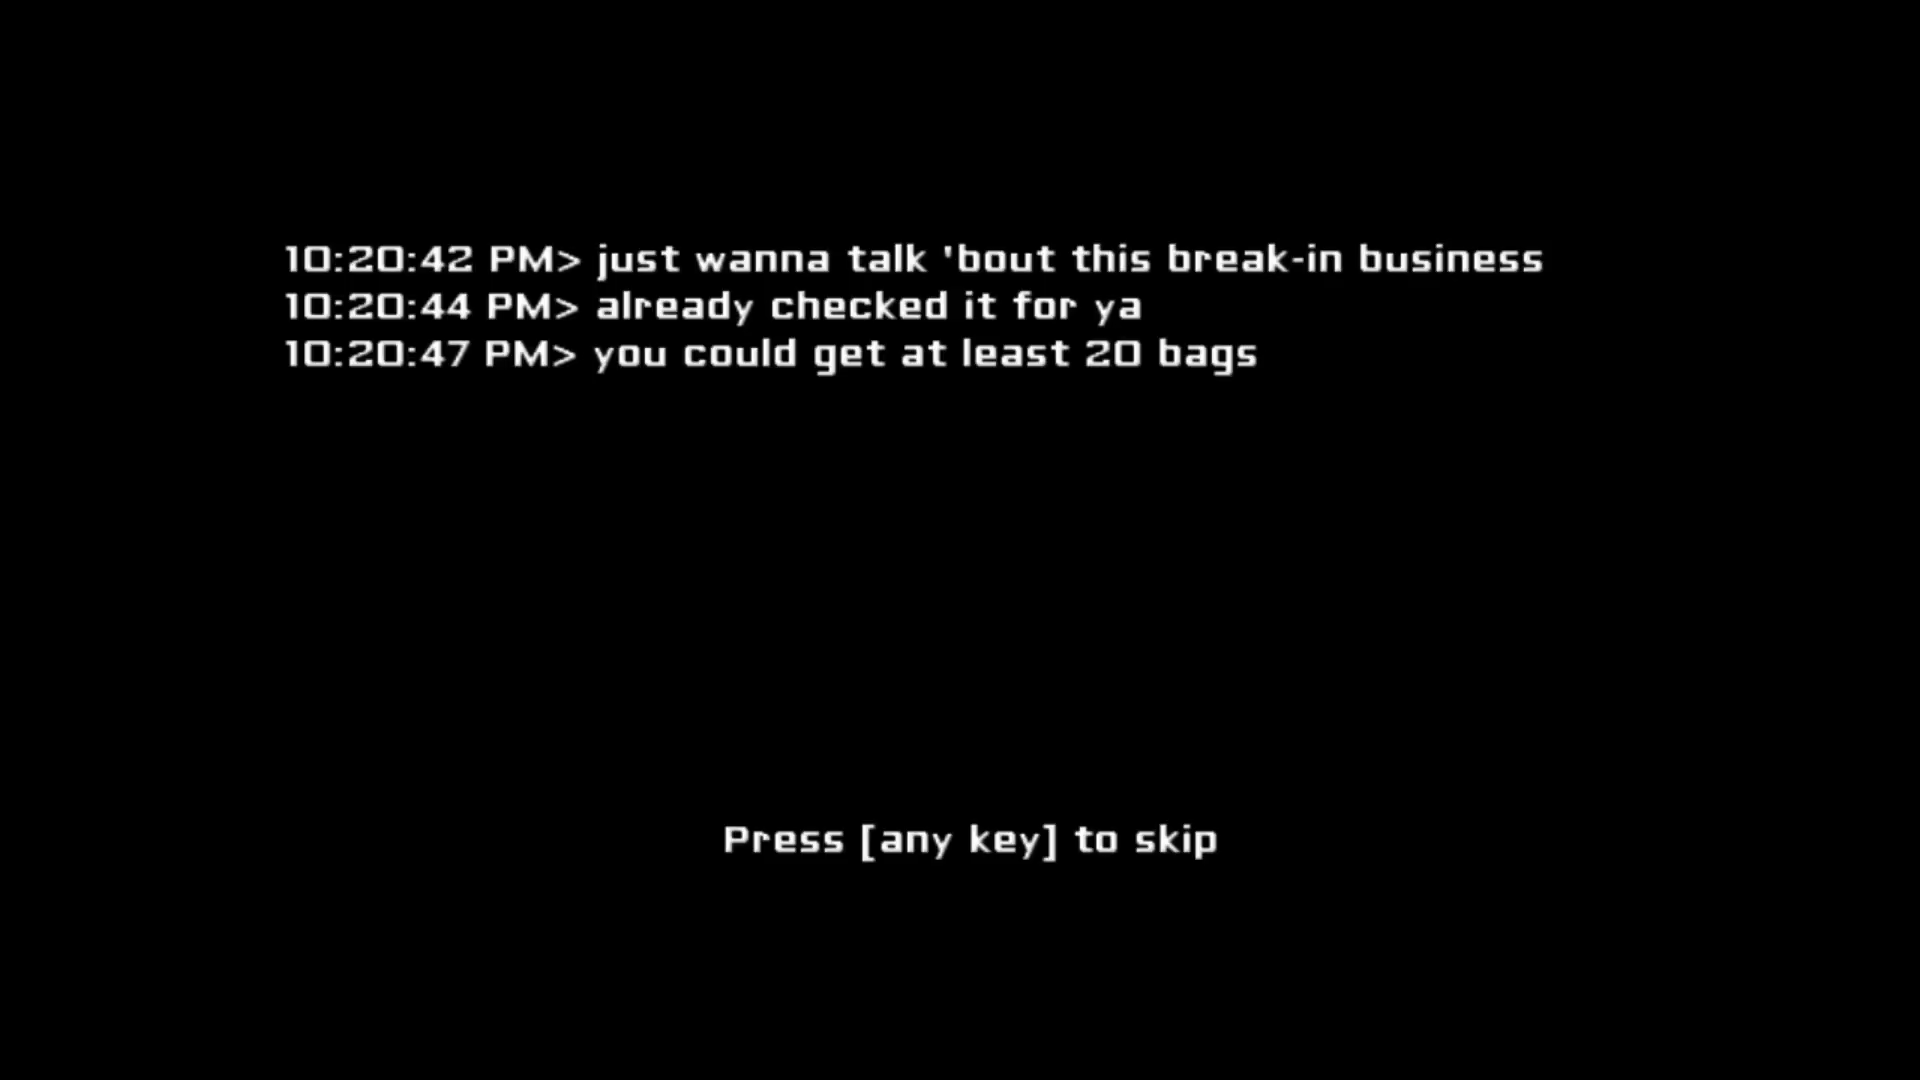 10:20:42 PM> just wanna talk 'bout this break-in business
10:20:44 PM> already checked it for ya
10:20:47 PM> you could get at least 20 bags
Press [any key] to skip